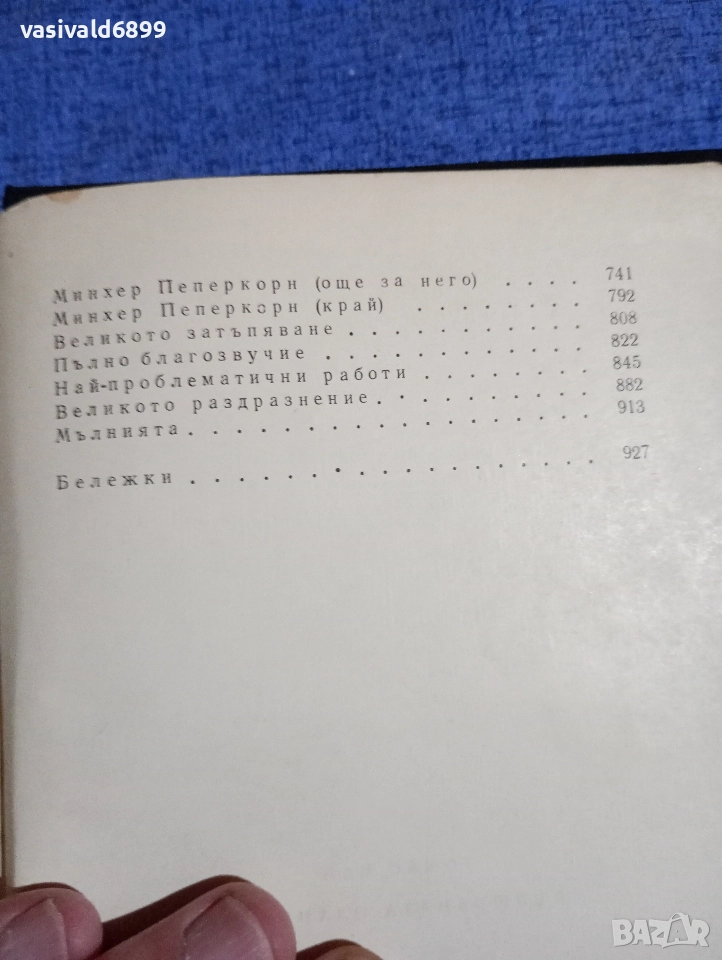 vasivald6899
Минхер Пеперкорн (още за него) . . . . 741
Минхер Пеперкорн (край) . . . . . . . . 792
Великото затъпяване . . . . . . . . . . 808
Пълно благозвучие . . . . . . . . . . . 822
Най-проблематични работи . . . . . . . 845
Великото раздразнение . . . . . . . . . 882
Мълнията . . . . . . . . . . . . . . . 913
Бележки . . . . . . . . . . . . . . . . 927
BAZAR